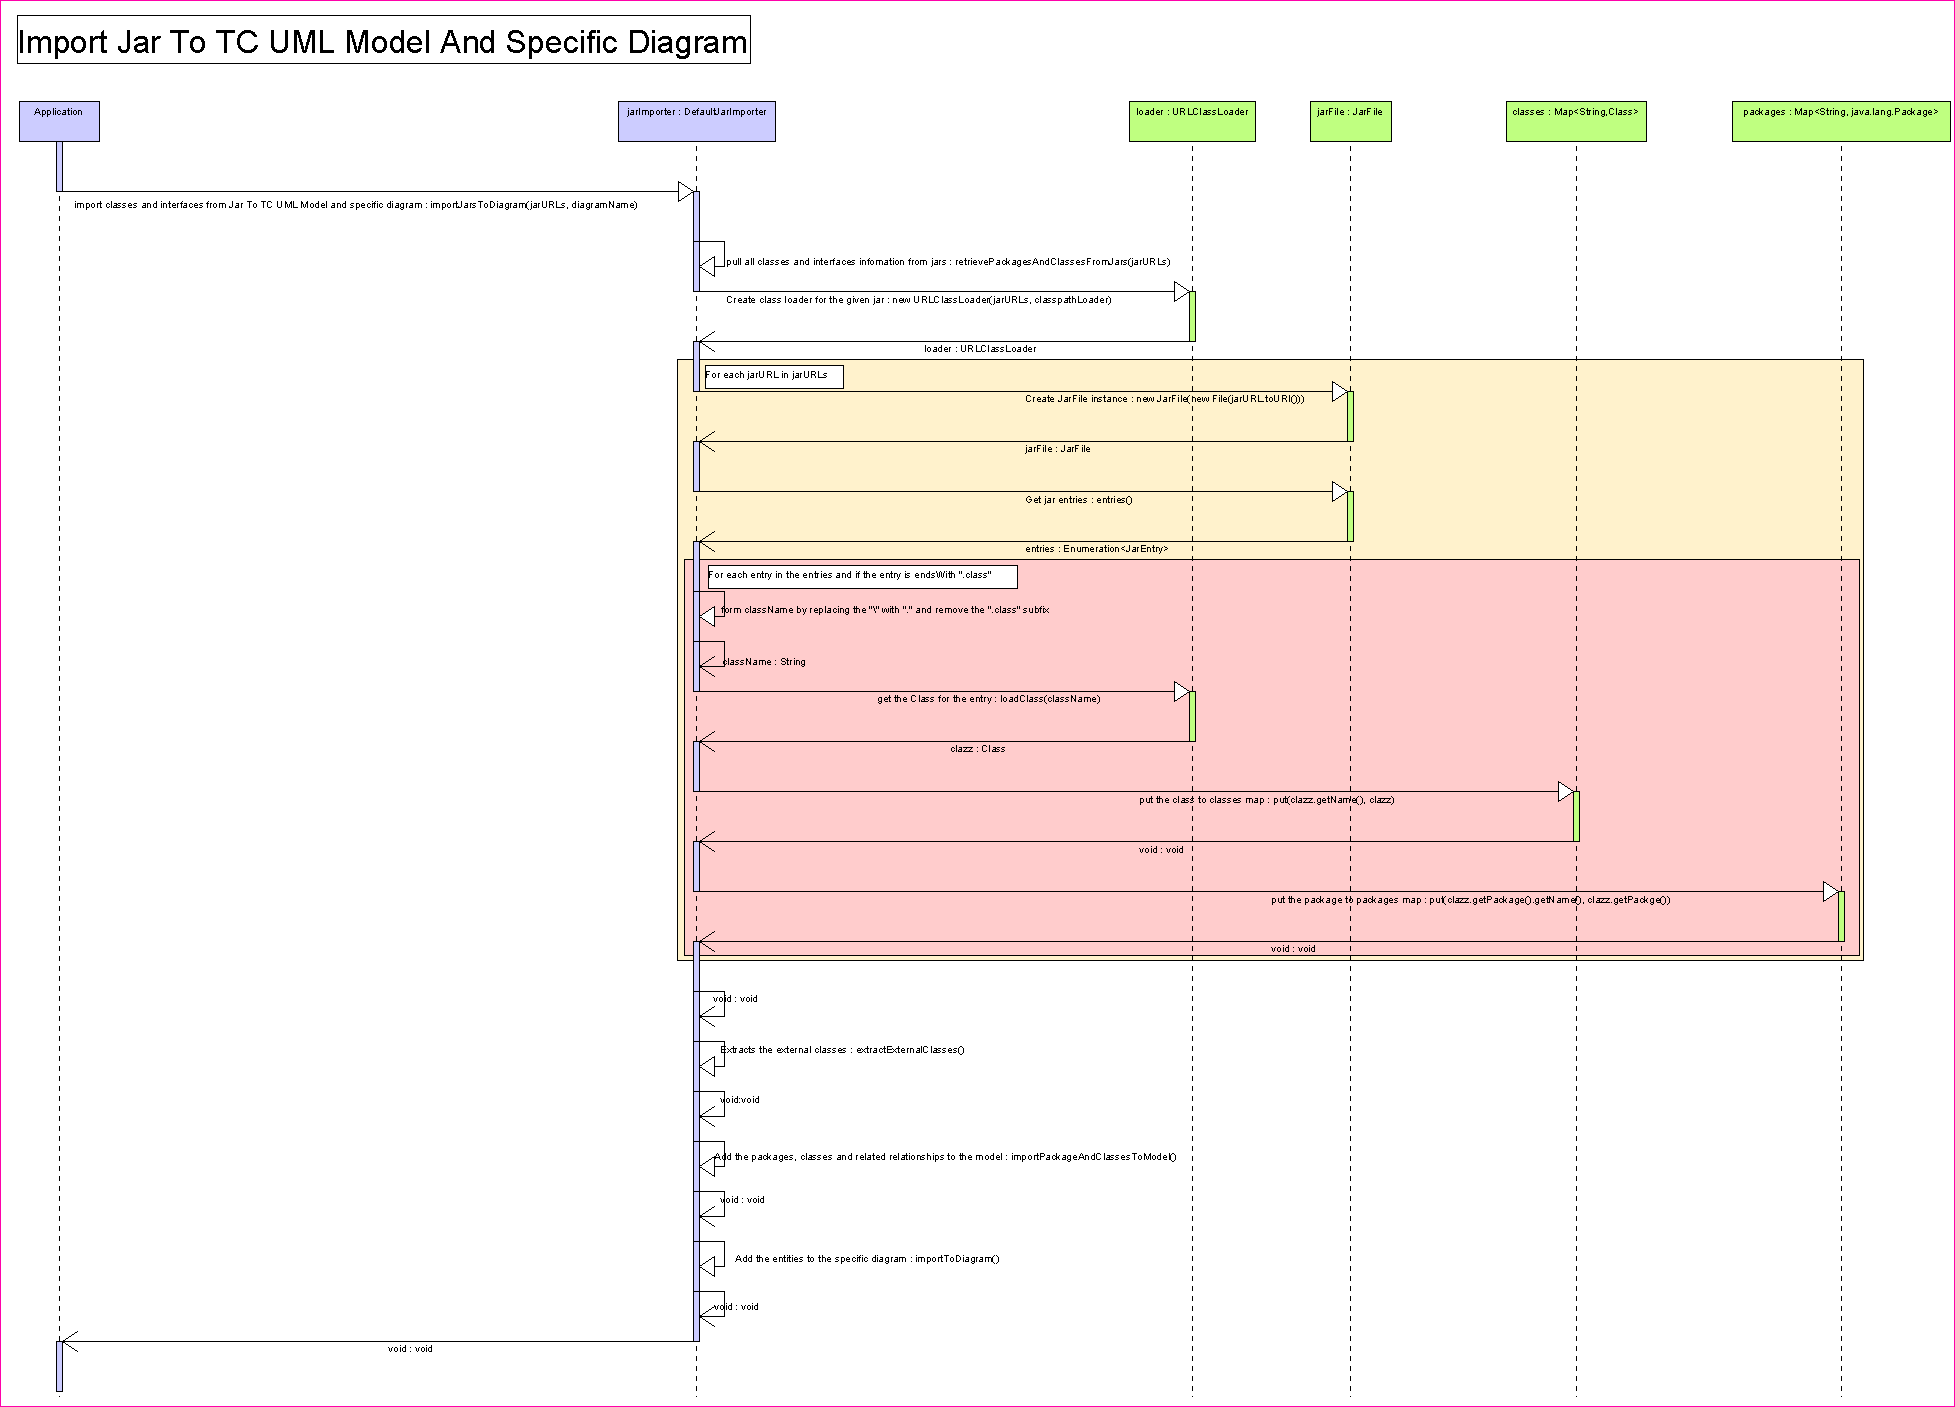 Import Jar To TC UML Model And Specific Diagram
Application
jarImporter : DefaultJarImporter
loader : URLClassLoader
jarFile : JarFile
classes : Map<String,Class>
packages : Map<String, java.lang.Package>
import classes and interfaces from Jar To TC UML Model and specific diagram : importJarsToDiagram(jarURLs, diagramName)
pull all classes and interfaces infomation from jars : retrievePackagesAndClassesFromJars(jarURLs)
Create class loader for the given jar : new URLClassLoader(jarURLs, classpathLoader)
loader : URLClassLoader
For each jarURL in jarURLs
Create JarFile instance : new JarFile(new File(jarURL.toURI()))
jarFile : JarFile
Get jar entries : entries()
entries : Enumeration<JarEntry>
For each entry in the entries and if the entry is endsWith ".class"
form className by replacing the "\" with "." and remove the ".class" subfix
className : String
get the Class for the entry : loadClass(className)
clazz : Class
put the class to classes map : put(clazz.getName(), clazz)
void : void
put the package to packages map : put(clazz.getPackage().getName(), clazz.getPackge())
void : void
void : void
Extracts the external classes : extractExternalClasses()
void:void
Add the packages, classes and related relationships to the model : importPackageAndClassesToModel()
void : void
Add the entities to the specific diagram : importToDiagram()
void : void
void : void